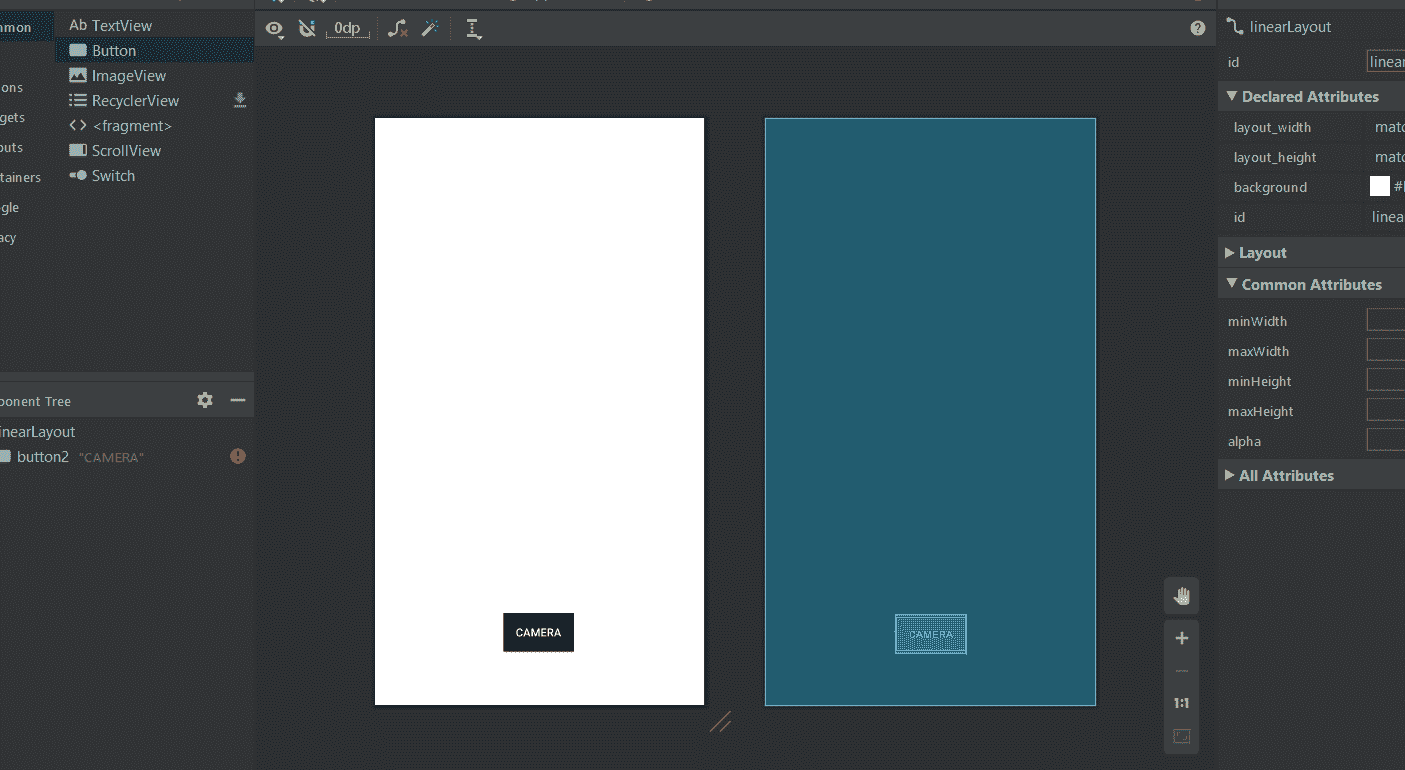 mmon
ons
gets
outs
tainers
gle
acy
Ab TextView
Button
ImageView
RecyclerView
<fragment>
ScrollView
Switch
ponent Tree
inearLayout
button2 "CAMERA"
0dp
?
CAMERA
CAMERA
1:1
linearLayout
id linear
Declared Attributes
layout_width matc
layout_height matc
background #
id linea
Layout
Common Attributes
minWidth
maxWidth
minHeight
maxHeight
alpha
All Attributes